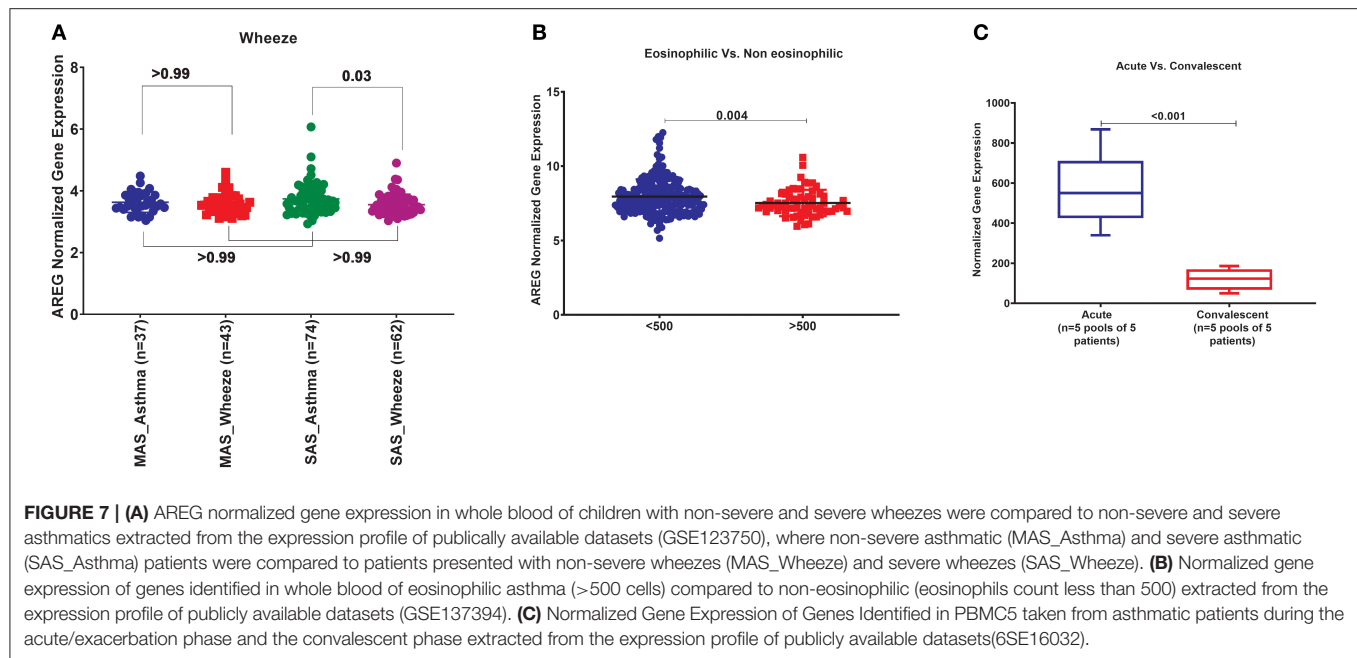 A
Wheeze
>0.99
0.03
8
6
4
2
0
AREG Normalized Gene Expression
>0.99
>0.99
MAS_Asthma (n=37)
MAS_Wheeze (n=43)
SAS_Asthma (n=74)
SAS_Wheeze (n=62)
B
Eosinophilic Vs. Non eosinophilic
0.004
15
10
5
0
AREG Normalized Gene Expression
<500
>500
C
Acute Vs. Convalescent
<0.001
1000
800
600
400
200
0
Normalized Gene Expression
Acute
(n=5 pools of 5
patients)
Convalescent
(n=5 pools of 5
patients)
FIGURE 7 | (A) AREG normalized gene expression in whole blood of children with non-severe and severe wheezes were compared to non-severe and severe
asthmatics extracted from the expression profile of publically available datasets (GSE123750), where non-severe asthmatic (MAS_Asthma) and severe asthmatic
(SAS_Asthma) patients were compared to patients presented with non-severe wheezes (MAS_Wheeze) and severe wheezes (SAS_Wheeze). (B) Normalized gene
expression of genes identified in whole blood of eosinophilic asthma (>500 cells) compared to non-eosinophilic (eosinophils count less than 500) extracted from the
expression profile of publicly available datasets (GSE137394). (C) Normalized Gene Expression of Genes Identified in PBMC5 taken from asthmatic patients during the
acute/exacerbation phase and the convalescent phase extracted from the expression profile of publicly available datasets(6SE16032).